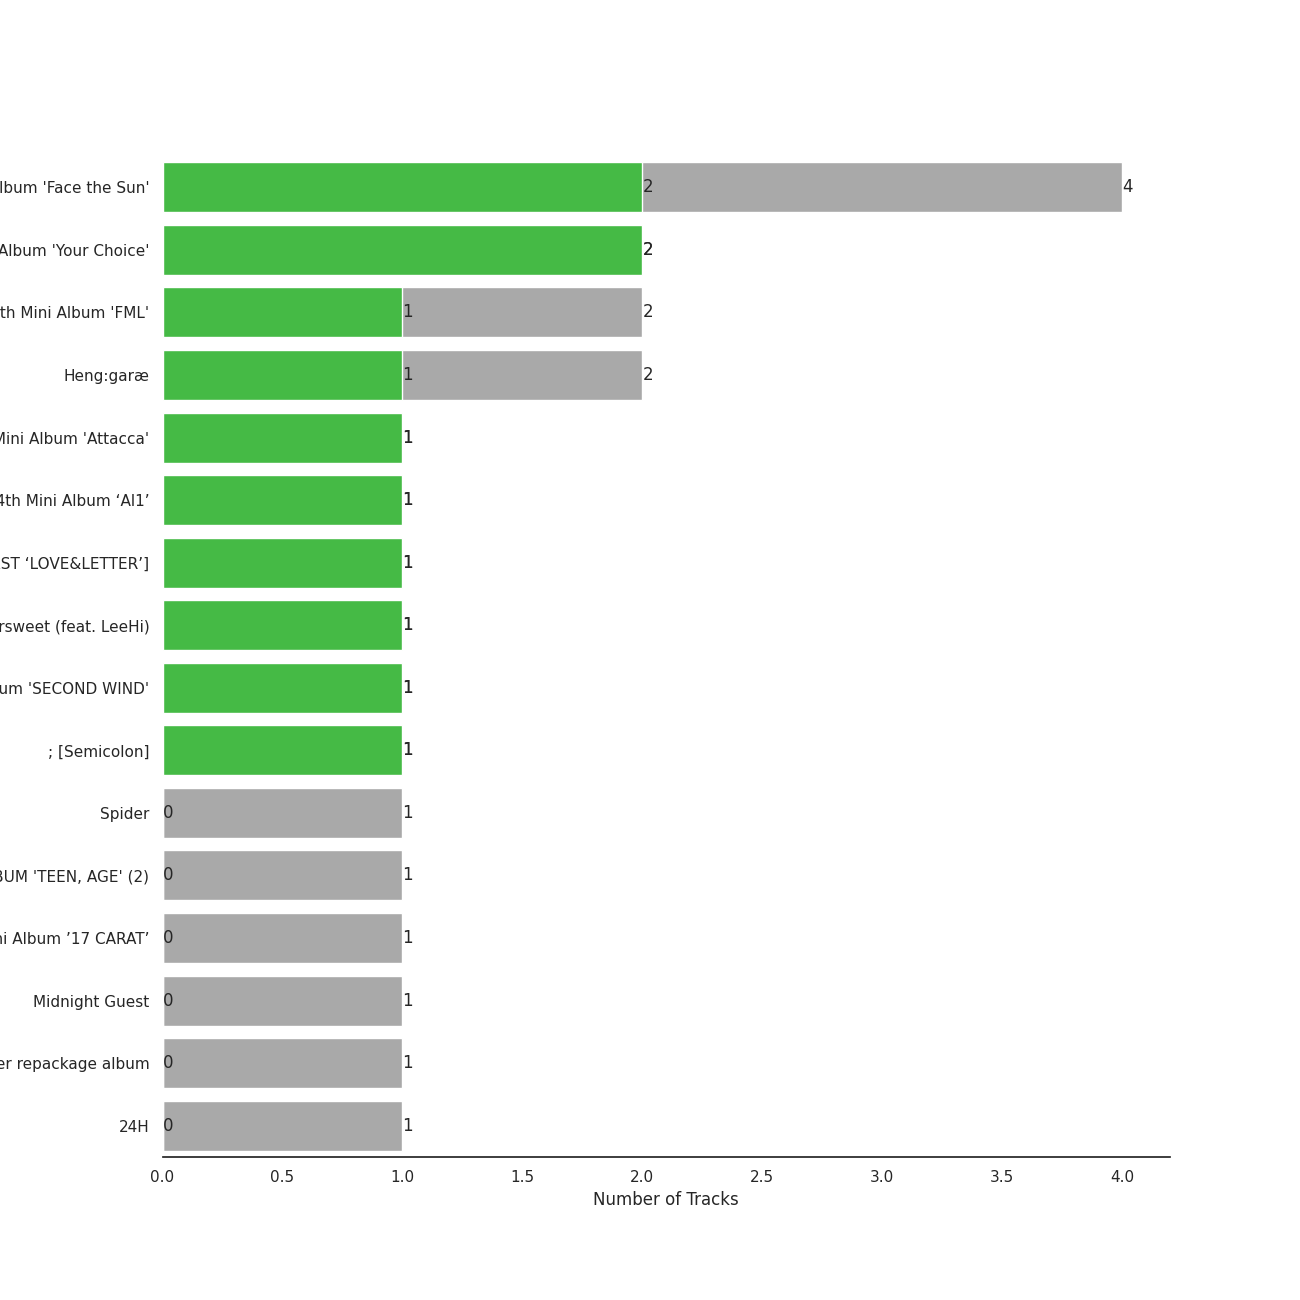 lbum 'Face the Sun' 2 4
Album 'Your Choice' 2
th Mini Album 'FML' 1 2
Heng:garæ 1 2
Mini Album 'Attacca' 1
4th Mini Album ‘Al1’ 1
ST ‘LOVE&LETTER’] 1
rsweet (feat. LeeHi) 1
um 'SECOND WIND' 1
; [Semicolon] 1
Spider 0 1
BUM 'TEEN, AGE' (2) 0 1
ni Album ’17 CARAT’ 0 1
Midnight Guest 0 1
er repackage album 0 1
24H 0 1
0.0 0.5 1.0 1.5 2.0 2.5 3.0 3.5 4.0
Number of Tracks